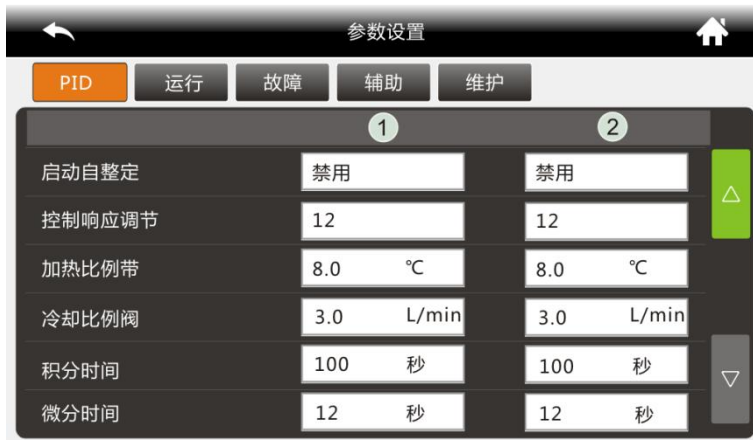 参数设置
PID 运行 故障 辅助 维护
1 2
启动自整定 禁用 禁用
控制响应调节 12 12
加热比例带 8.0 ℃ 8.0 ℃
冷却比例阀 3.0 L/min 3.0 L/min
积分时间 100 秒 100 秒
微分时间 12 秒 12 秒